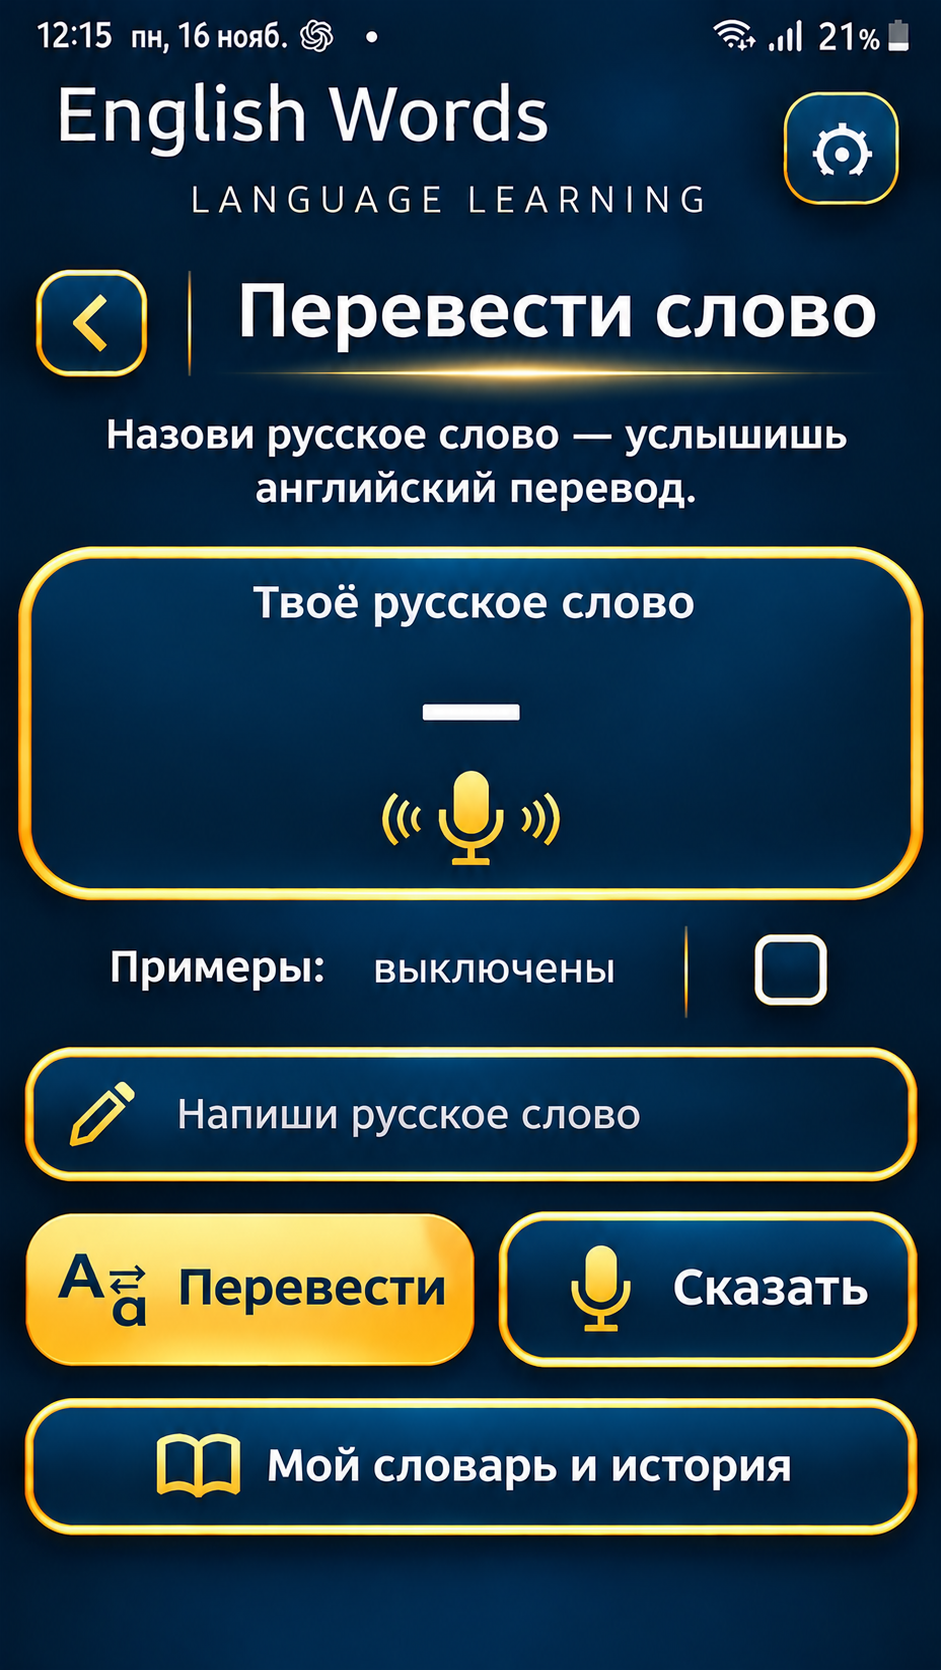 12:15 пн, 16 нояб. 21%
English Words
LANGUAGE LEARNING
Перевести слово
Назови русское слово — услышишь
английский перевод.
Твоё русское слово
—
Примеры: выключены
Напиши русское слово
Aa Перевести
Сказать
Мой словарь и история